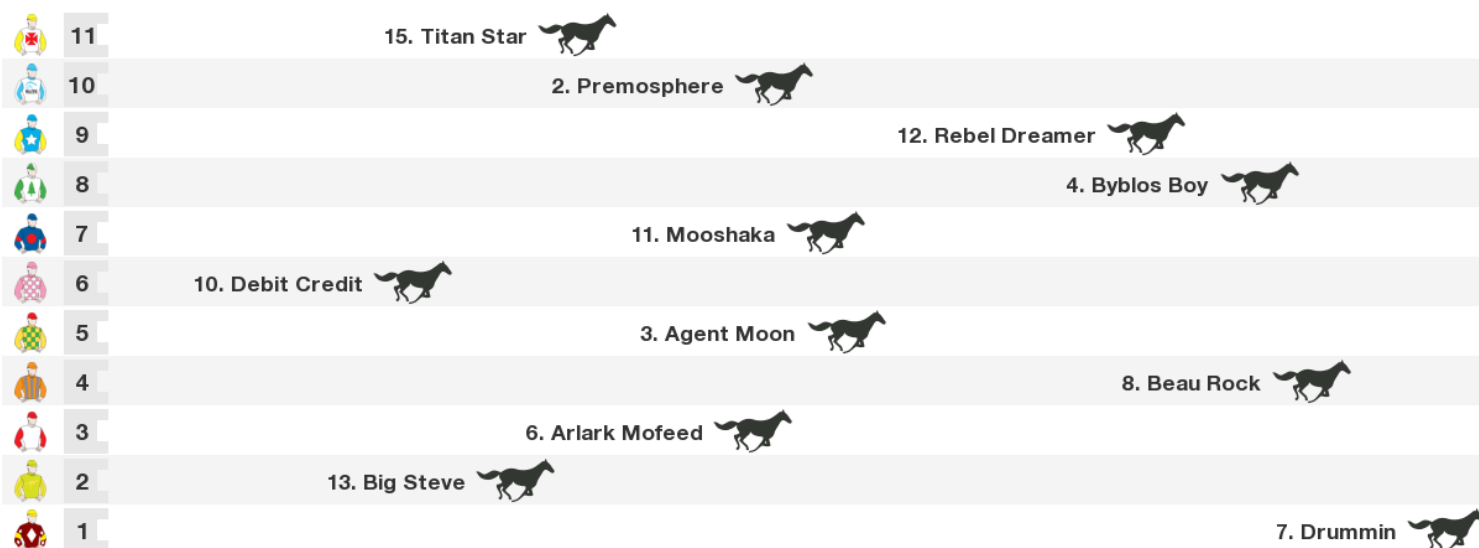 11 15. Titan Star
10 2. Premosphere
9 12. Rebel Dreamer
8 4. Byblos Boy
7 11. Mooshaka
6 10. Debit Credit
5 3. Agent Moon
4 8. Beau Rock
3 6. Arlark Mofeed
2 13. Big Steve
1 7. Drummin